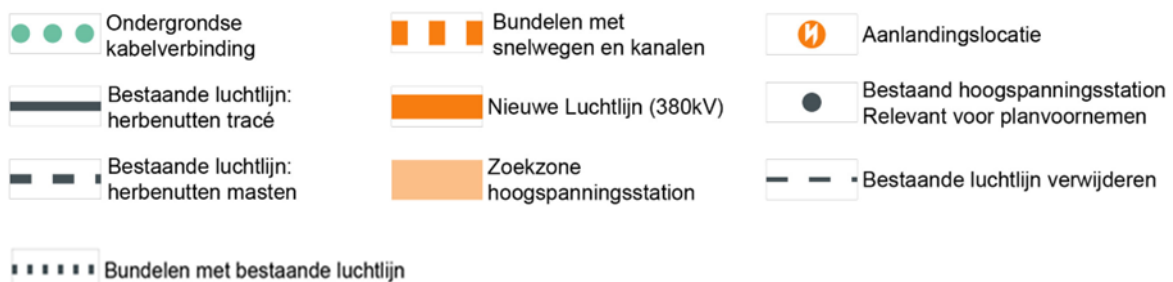 Ondergrondse
kabelverbinding
Bundelen met
snelwegen en kanalen
Aanlandingslocatie
Bestaande luchtlijn:
herbenutten tracé
Nieuwe Luchtlijn (380kV)
Bestaand hoogspanningsstation
Relevant voor planvoornemen
Bestaande luchtlijn:
herbenutten masten
Zoekzone
hoogspanningsstation
Bestaande luchtlijn verwijderen
Bundelen met bestaande luchtlijn